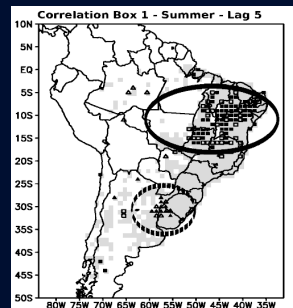 Correlation Box 1 - Summer - Lag 5
10N
5N
EQ
5S
10S
15S
20S
25S
30S
35S
40S
45S
50S
80W 75W 70W 65W 60W 55W 50W 45W 40W 35W